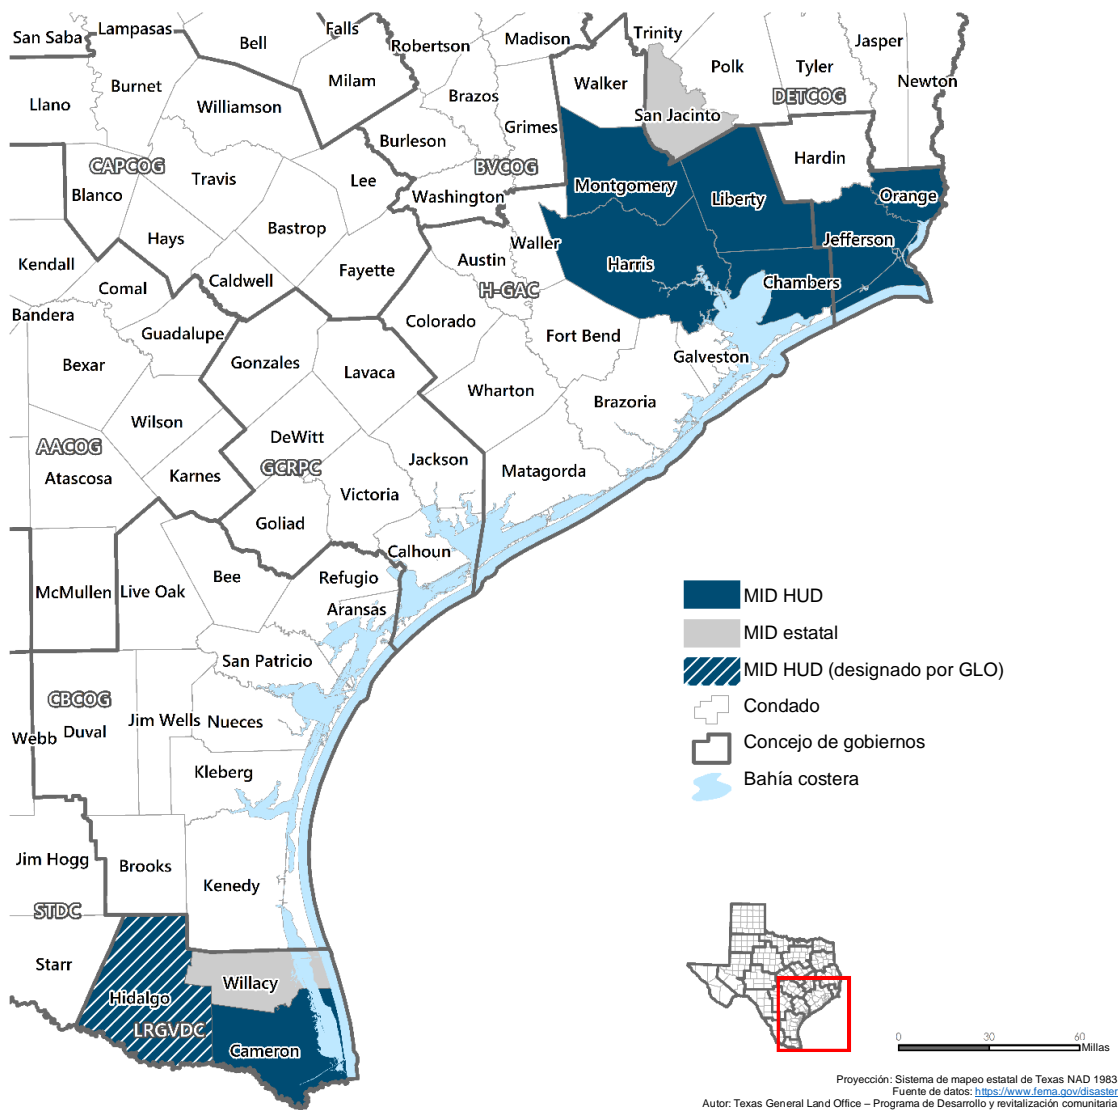 San Saba
Lampasas
Bell
Falls
Robertson
Madison
Trinity
Jasper
Llano
Burnet
Williamson
Milam
Brazos
Walker
Polk
Tyler
Newton
DETCOG
Grimes
San Jacinto
Burleson
Hardin
CAPCOG
Travis
Lee
BVCOG
Blanco
Washington
Montgomery
Liberty
Orange
Hays
Bastrop
Waller
Jefferson
Kendall
Comal
Caldwell
Fayette
Austin
Harris
Chambers
H-GAC
Bandera
Guadalupe
Colorado
Fort Bend
Galveston
Bexar
Gonzales
Lavaca
Wharton
Brazoria
Wilson
AACOG
DeWitt
Atascosa
Karnes
GCRPC
Jackson
Matagorda
Victoria
Goliad
Calhoun
McMullen
Live Oak
Bee
Refugio
Aransas
San Patricio
CBCOG
Webb
Duval
Jim Wells
Nueces
Kleberg
Jim Hogg
Brooks
Kenedy
STDC
Starr
Hidalgo
Willacy
LRGVDC
Cameron
MID HUD
MID estatal
MID HUD (designado por GLO)
Condado
Concejo de gobiernos
Bahía costera
0 30 60
Millas
Proyección: Sistema de mapeo estatal de Texas NAD 1983
Fuente de datos: https://www.fema.gov/disaster
Autor: Texas General Land Office – Programa de Desarrollo y revitalización comunitaria